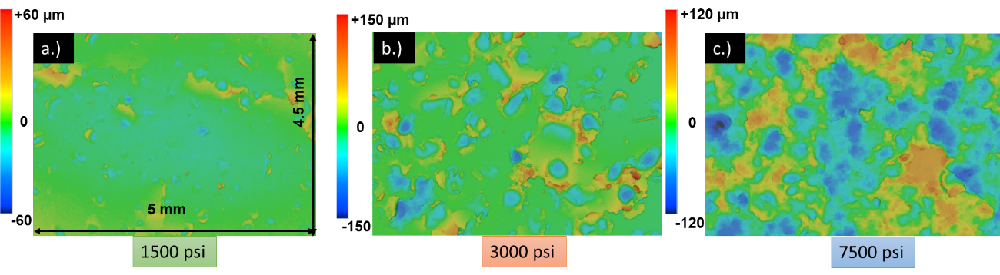 +60 µm
0
-60
a.)
4.5 mm
5 mm
1500 psi
+150 µm
0
-150
b.)
3000 psi
+120 µm
0
-120
c.)
7500 psi